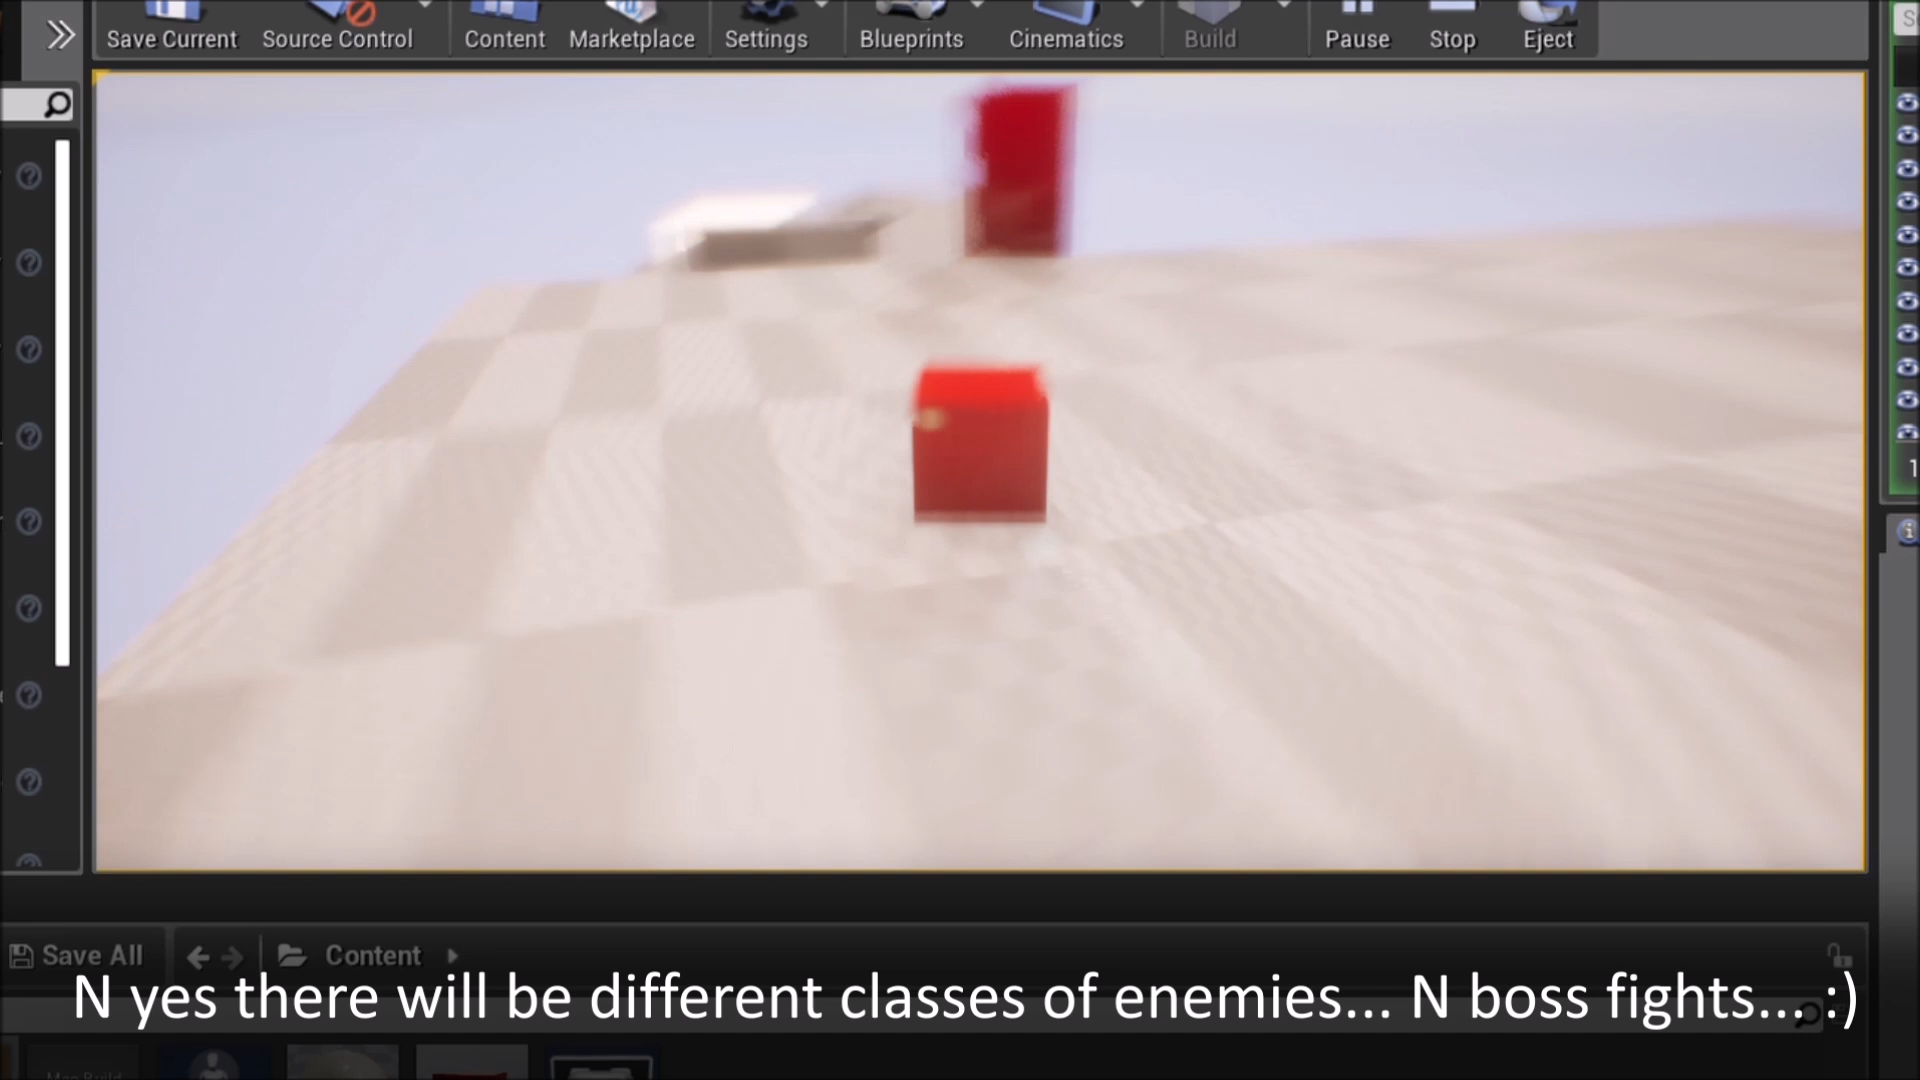 Save Current Source Control Content Marketplace Settings Blueprints Cinematics Build Pause Stop Eject
Save All Content
N yes there will be different classes of enemies... N boss fights... :)